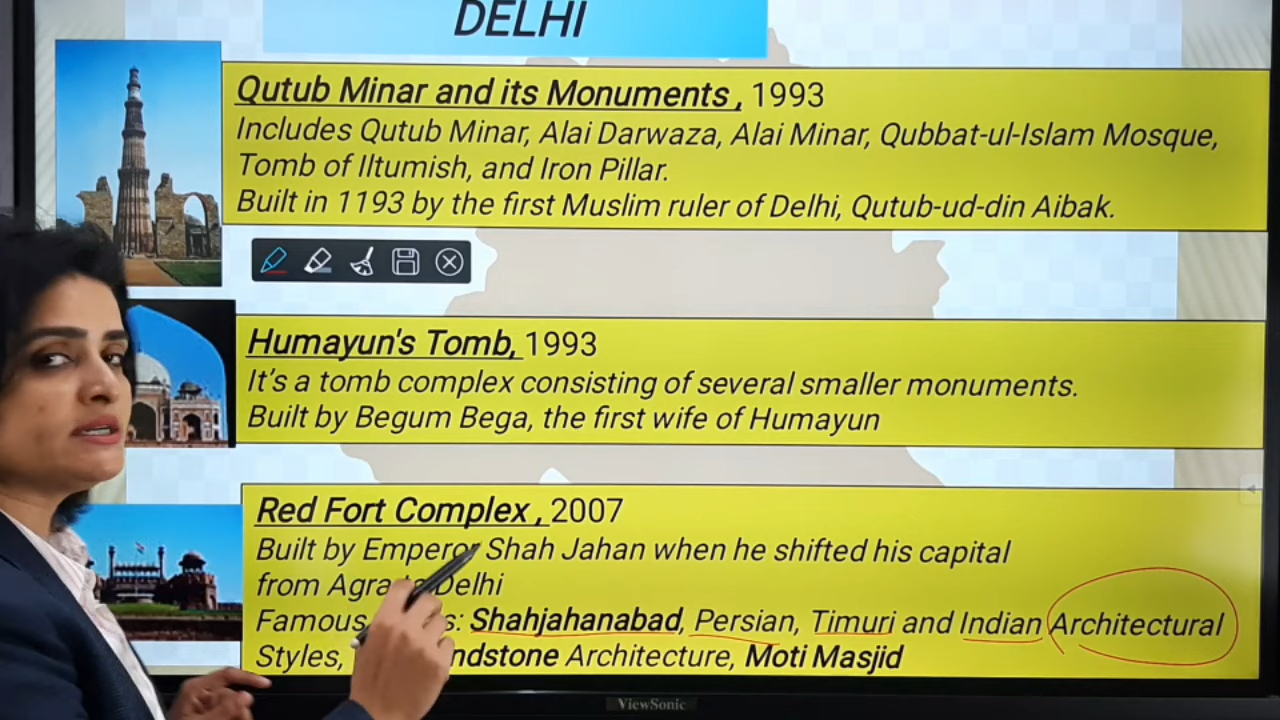 DELHI
Qutub Minar and its Monuments , 1993
Includes Qutub Minar, Alai Darwaza, Alai Minar, Qubbat-ul-Islam Mosque,
Tomb of Iltumish, and Iron Pillar.
Built in 1193 by the first Muslim ruler of Delhi, Qutub-ud-din Aibak.
Humayun's Tomb, 1993
It's a tomb complex consisting of several smaller monuments.
Built by Begum Bega, the first wife of Humayun
Red Fort Complex , 2007
Built by Emperor Shah Jahan when he shifted his capital
from Agra to Delhi
Famous Shahjahanabad, Persian, Timuri and Indian Architectural
Styles, Architecture, Moti Masjid
ViewSonic